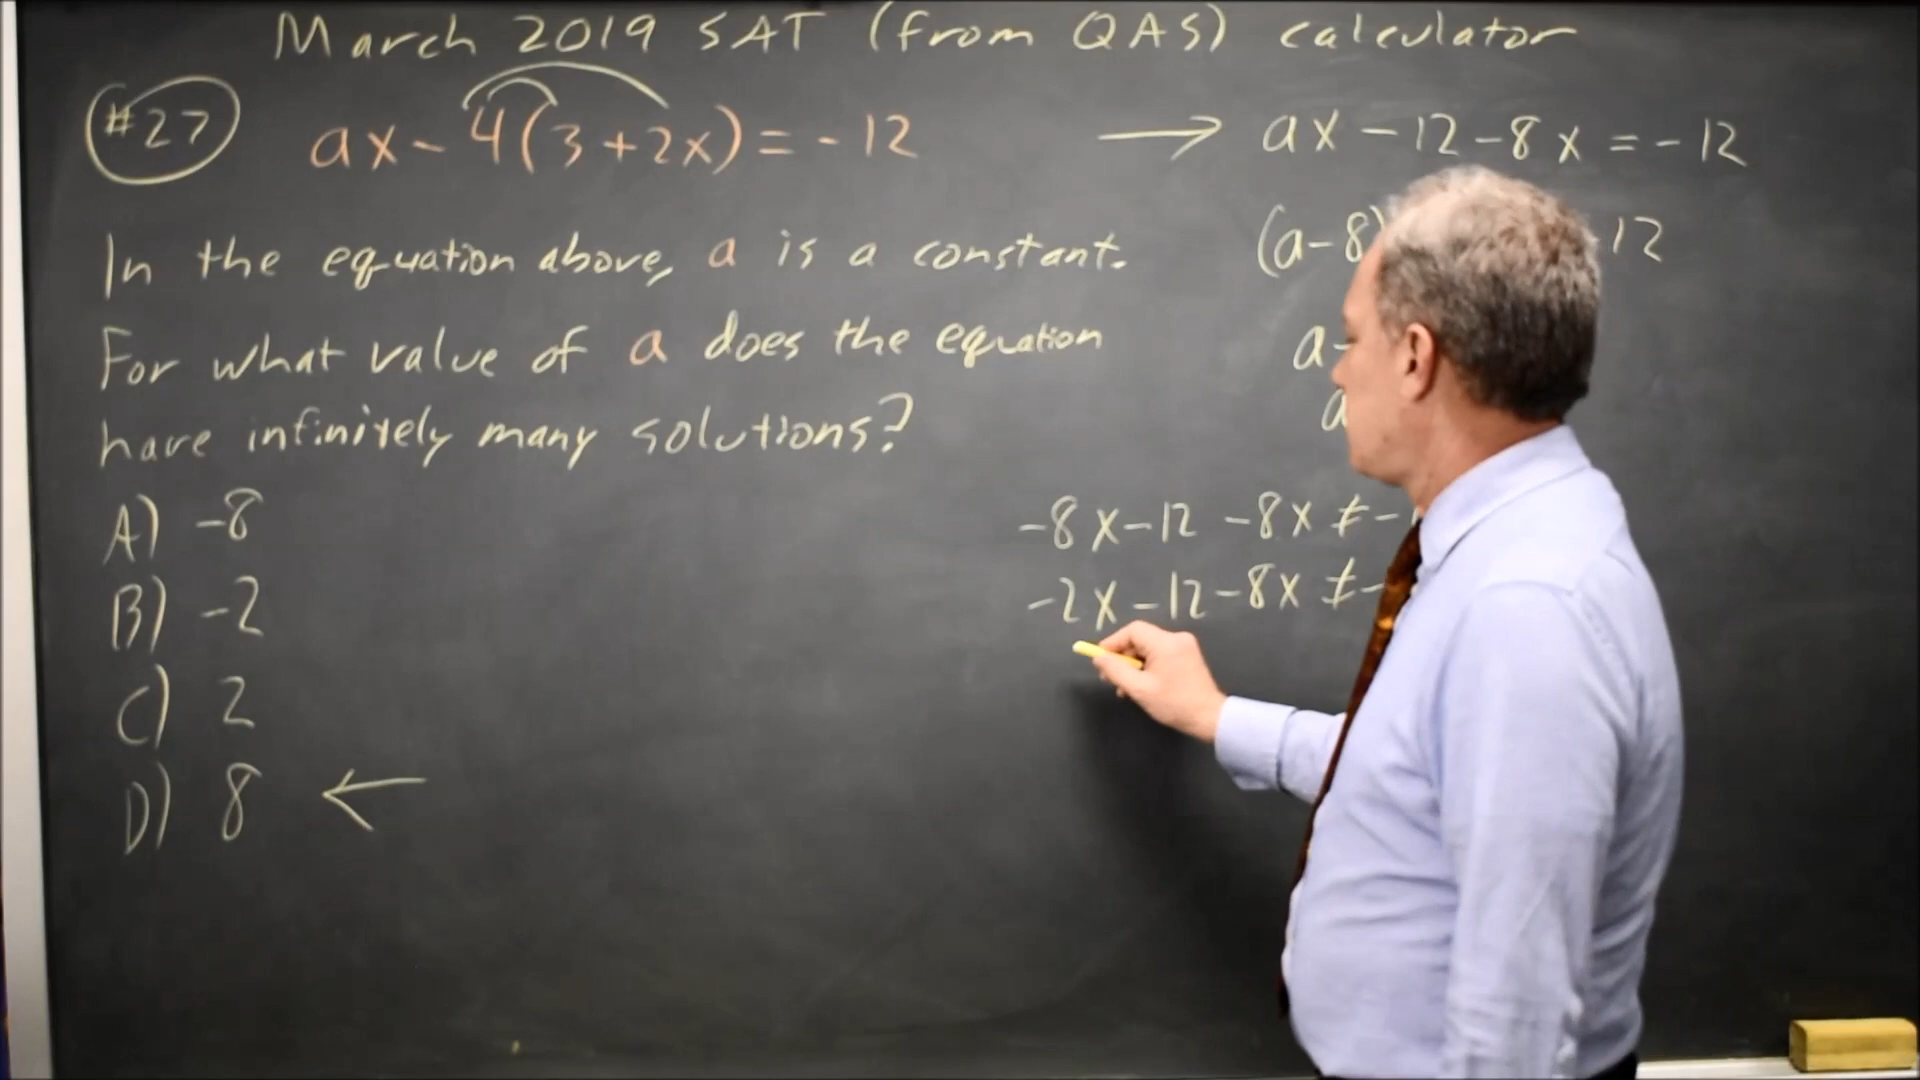 March 2019 SAT (from QAS) calculator
#27
ax - 4(3 + 2x) = -12
In the equation above, a is a constant.
For what value of a does the equation
have infinitely many solutions?
A) -8
B) -2
C) 2
D) 8 ←
→ ax - 12 - 8x = -12
(a-8) 12
a-
a
-8x - 12 - 8x ≠ -
-2x - 12 - 8x ≠ -